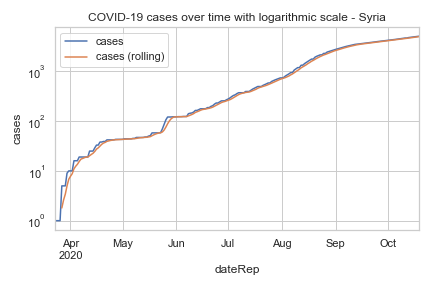 COVID-19 cases over time with logarithmic scale - Syria
cases
cases (rolling)
10³
10²
10¹
10⁰
cases
Apr
2020
May
Jun
Jul
Aug
Sep
Oct
dateRep